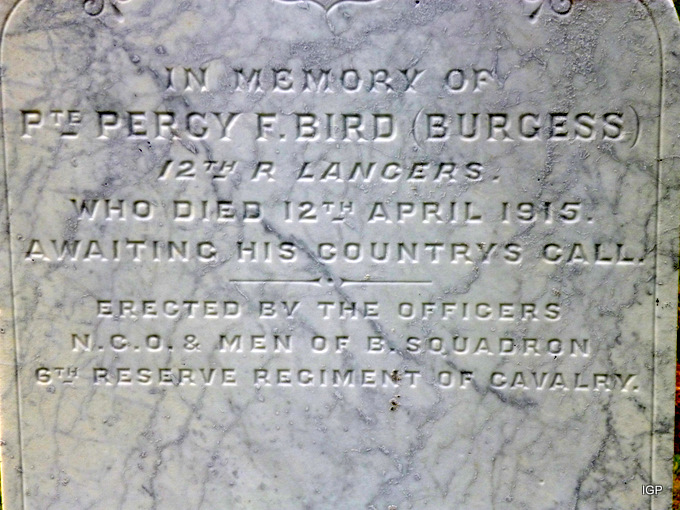 IN MEMORY OF
PTE PERCY F. BIRD (BURGESS)
12TH R LANCERS.
WHO DIED 12TH APRIL 1915.
AWAITING HIS COUNTRYS CALL.
ERECTED BY THE OFFICERS
N.C.O. & MEN OF B. SQUADRON
6TH RESERVE REGIMENT OF CAVALRY.
IGP